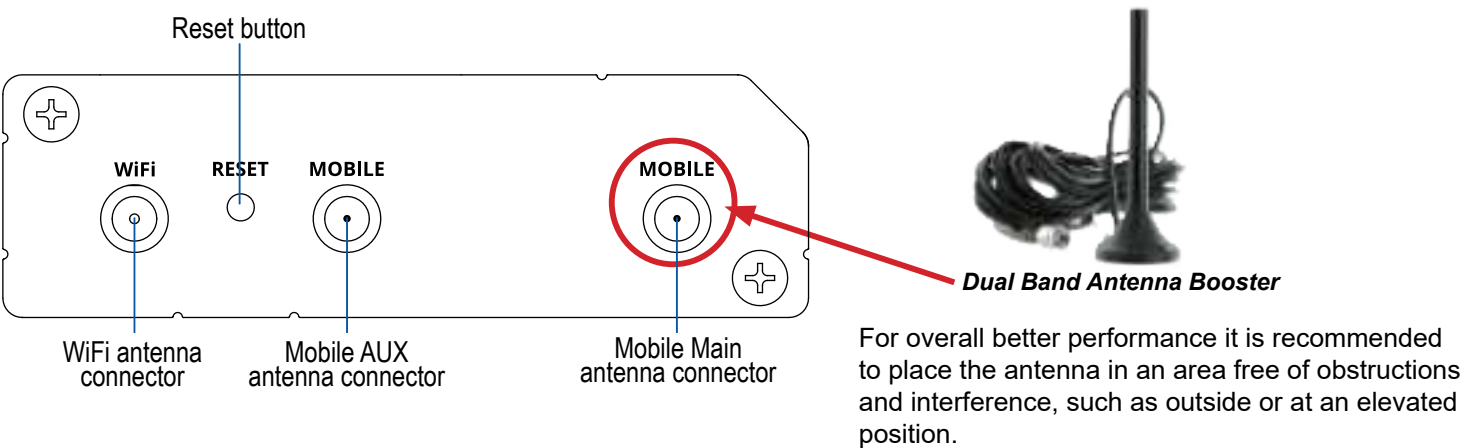 Reset button
WiFi
RESET
MOBILE
MOBILE
Dual Band Antenna Booster
WiFi antenna
connector
Mobile AUX
antenna connector
Mobile Main
antenna connector
For overall better performance it is recommended
to place the antenna in an area free of obstructions
and interference, such as outside or at an elevated
position.